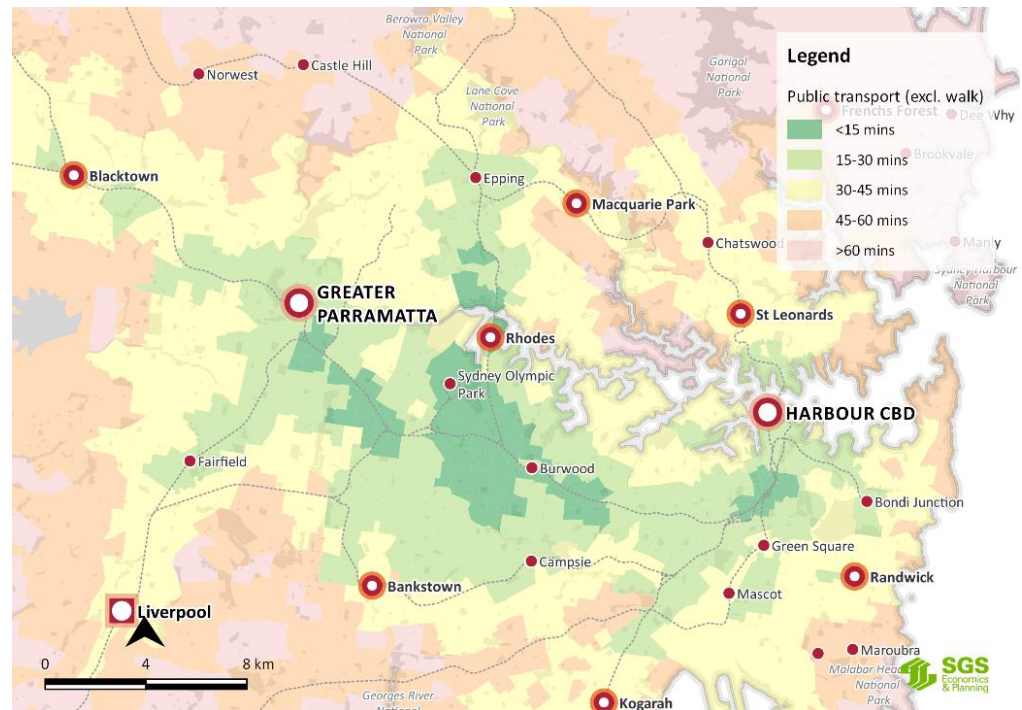 Berowra Valley
National
Park
Norwest
Castle Hill
Lane Cove
National
Park
Garigal
National
Park
Legend
Public transport (excl. walk)
<15 mins
15-30 mins
30-45 mins
45-60 mins
>60 mins
Frenchs Forest
Dee Why
Brookvale
Manly
Sydney Harbour
National
Park
Blacktown
Epping
Macquarie Park
Chatswood
GREATER
PARRAMATTA
Rhodes
St Leonards
Sydney Olympic
Park
HARBOUR CBD
Fairfield
Burwood
Bondi Junction
Green Square
Campsie
Bankstown
Mascot
Randwick
Liverpool
Maroubra
Malabar Hea
National
Park
0 4 8 km
Georges River
National
Kogarah
SGS
Economics
& Planning